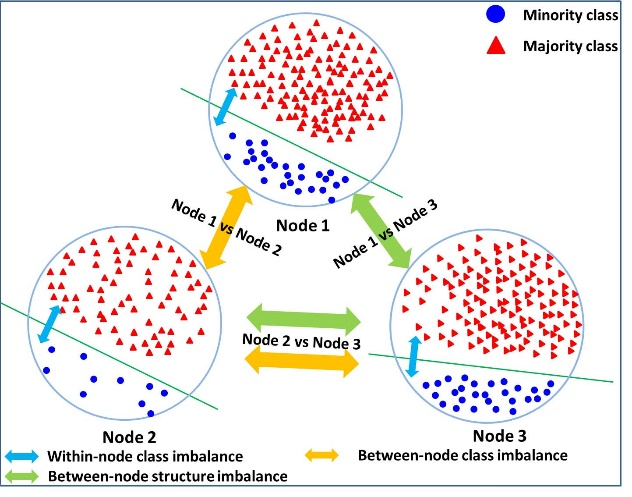 Minority class
Majority class
Node 1 vs Node 2
Node 1
Node 1 vs Node 3
Node 2 vs Node 3
Node 2
Node 3
Within-node class imbalance
Between-node class imbalance
Between-node structure imbalance